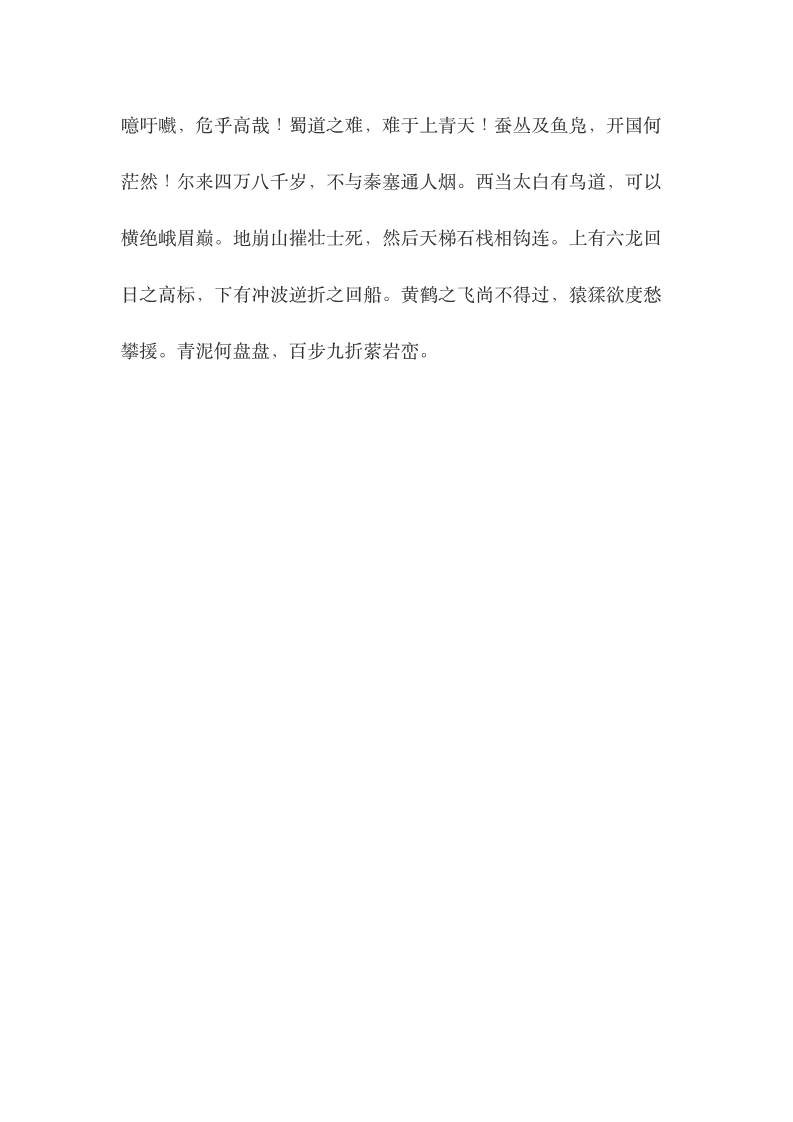 噫吁嚱，危乎高哉！蜀道之难，难于上青天！蚕丛及鱼凫，开国何
茫然！尔来四万八千岁，不与秦塞通人烟。西当太白有鸟道，可以
横绝峨眉巅。地崩山摧壮士死，然后天梯石栈相钩连。上有六龙回
日之高标，下有冲波逆折之回船。黄鹤之飞尚不得过，猿猱欲度愁
攀援。青泥何盘盘，百步九折萦岩峦。